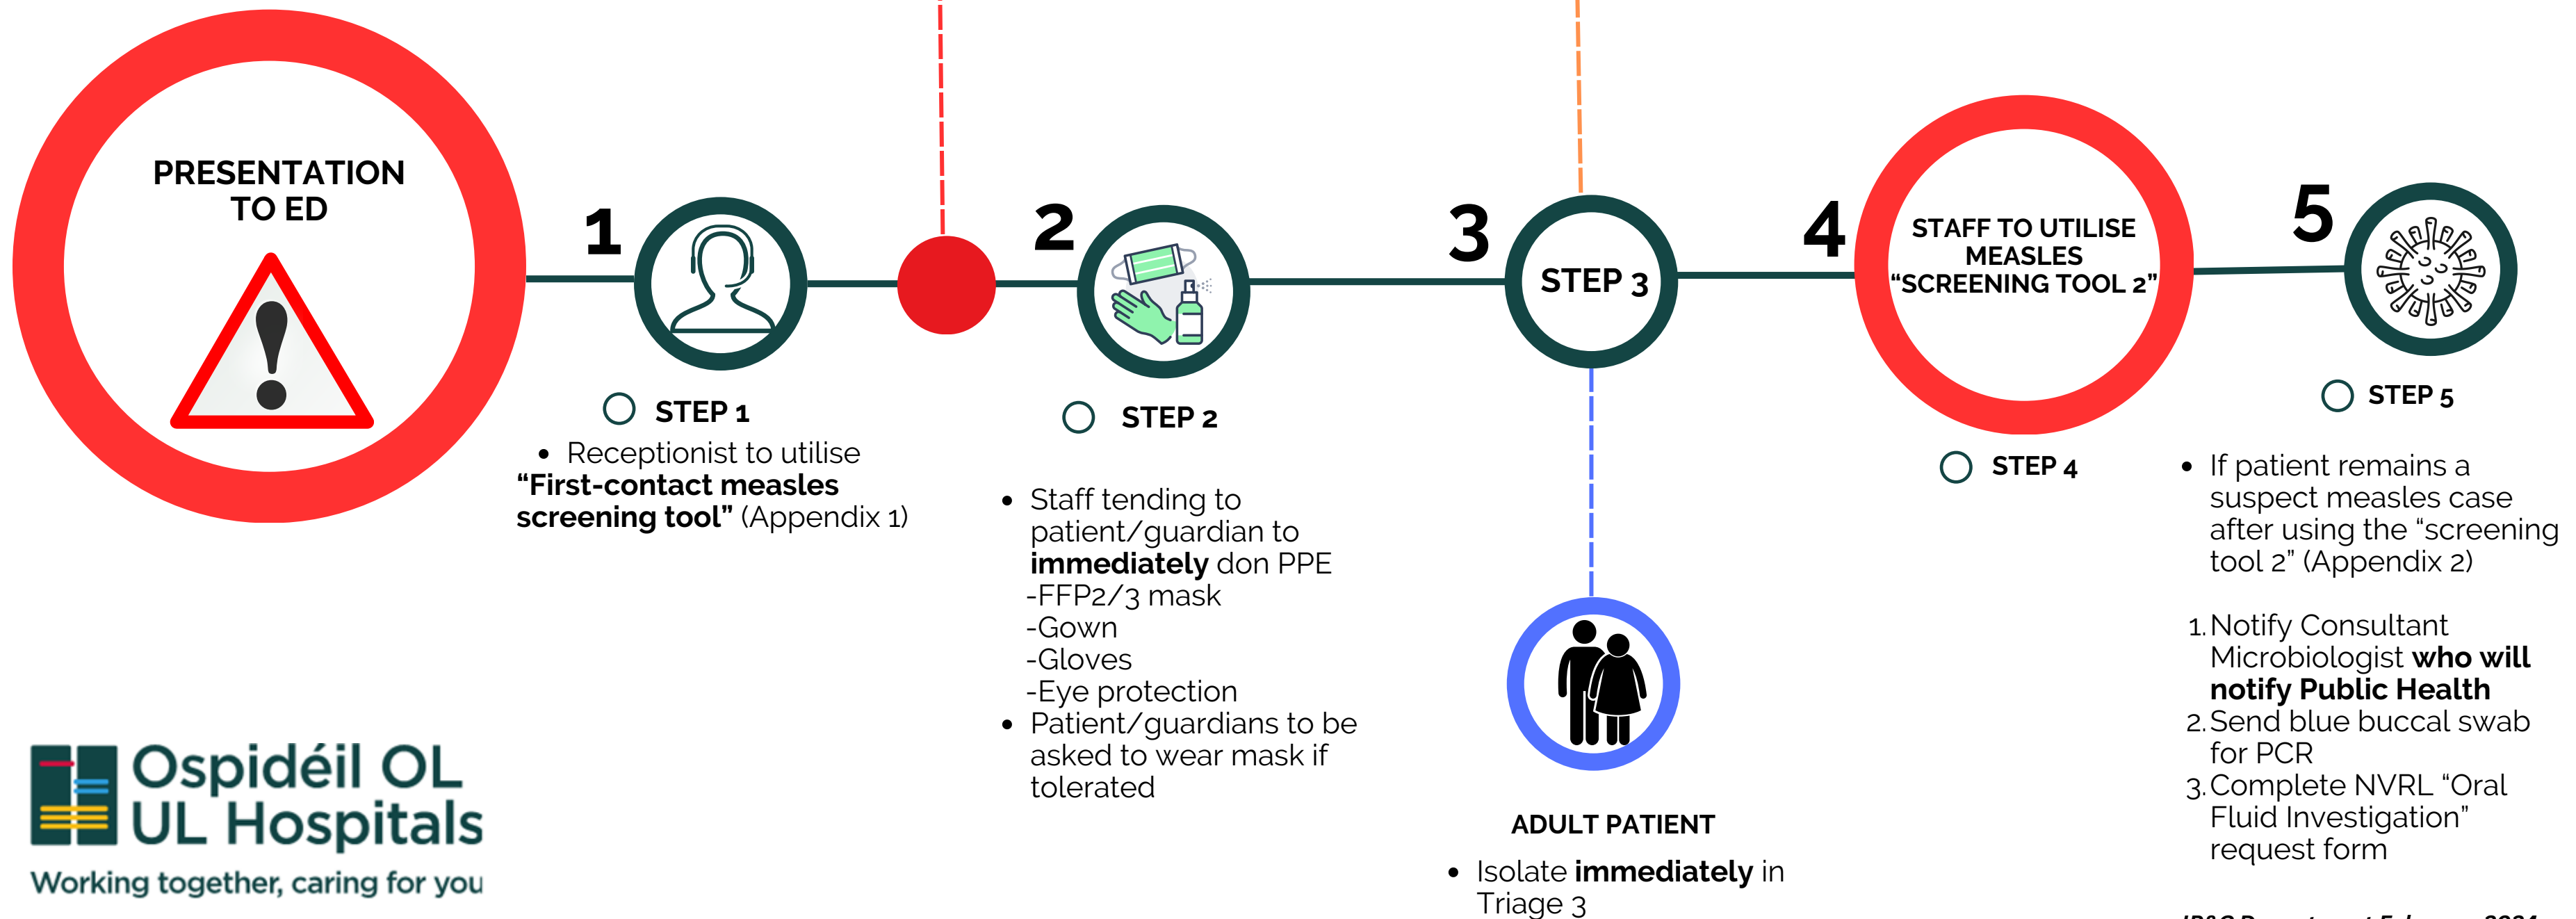 PRESENTATION
TO ED
1
STEP 1
• Receptionist to utilise
“First-contact measles
screening tool” (Appendix 1)
2
STEP 2
• Staff tending to
patient/guardian to
immediately don PPE
-FFP2/3 mask
-Gown
-Gloves
-Eye protection
• Patient/guardians to be
asked to wear mask if
tolerated
3
STEP 3
ADULT PATIENT
• Isolate immediately in
Triage 3
4
STAFF TO UTILISE
MEASLES
“SCREENING TOOL 2”
STEP 4
5
STEP 5
• If patient remains a
suspect measles case
after using the “screening
tool 2” (Appendix 2)
1. Notify Consultant
Microbiologist who will
notify Public Health
2. Send blue buccal swab
for PCR
3. Complete NVRL “Oral
Fluid Investigation”
request form
Ospidéil OL
UL Hospitals
Working together, caring for you